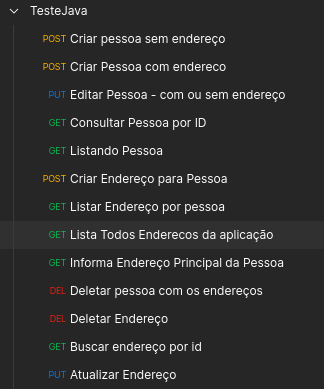 TesteJava
POST Criar pessoa sem endereço
POST Criar Pessoa com endereco
PUT Editar Pessoa - com ou sem endereço
GET Consultar Pessoa por ID
GET Listando Pessoa
POST Criar Endereço para Pessoa
GET Listar Endereço por pessoa
GET Lista Todos Enderecos da aplicação
GET Informa Endereço Principal da Pessoa
DEL Deletar pessoa com os endereços
DEL Deletar Endereço
GET Buscar endereço por id
PUT Atualizar Endereço